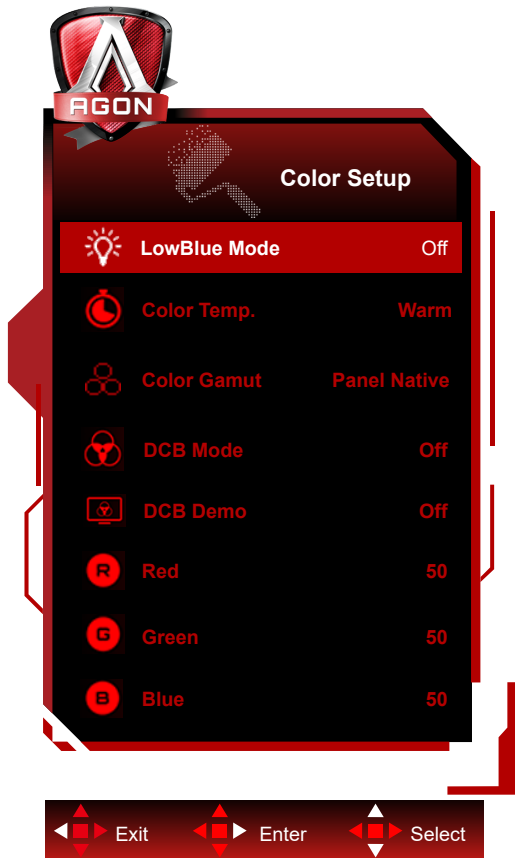 AGON
Color Setup
LowBlue Mode Off
Color Temp. Warm
Color Gamut Panel Native
DCB Mode Off
DCB Demo Off
R Red 50
G Green 50
B Blue 50
Exit Enter Select